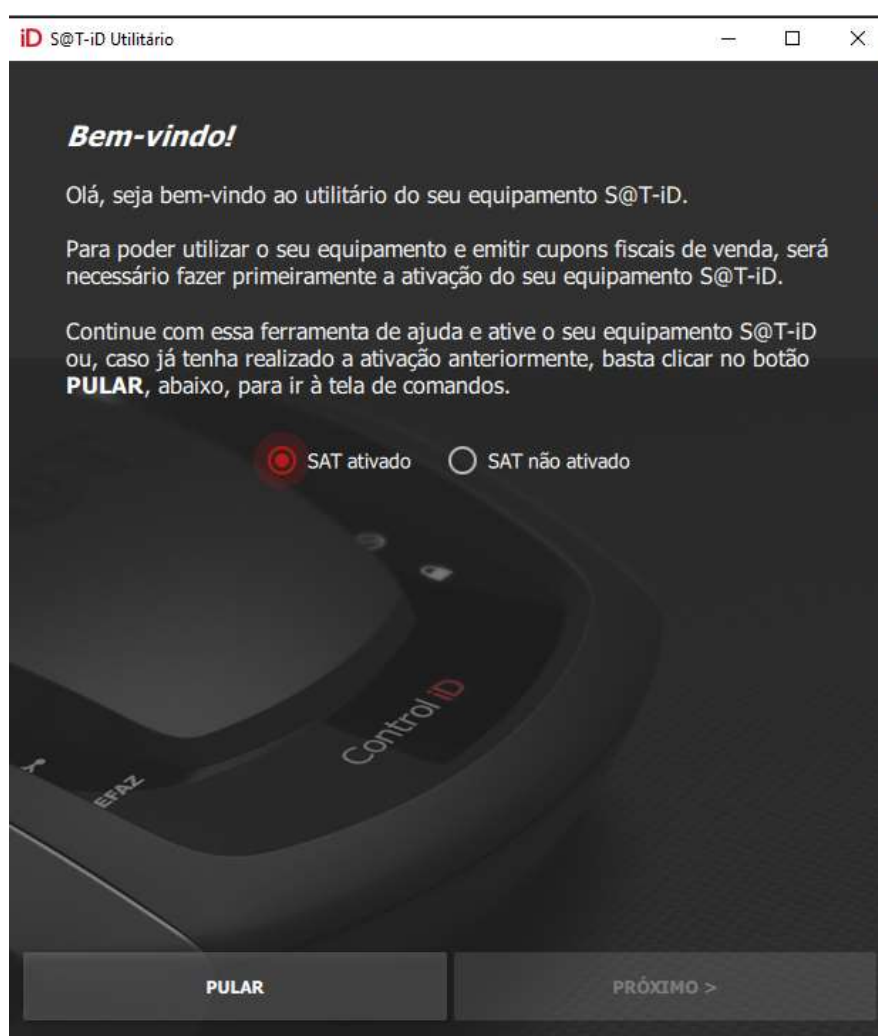 iD S@T-iD Utilitário
Bem-vindo!
Olá, seja bem-vindo ao utilitário do seu equipamento S@T-iD.
Para poder utilizar o seu equipamento e emitir cupons fiscais de venda, será
necessário fazer primeiramente a ativação do seu equipamento S@T-iD.
Continue com essa ferramenta de ajuda e ative o seu equipamento S@T-iD
ou, caso já tenha realizado a ativação anteriormente, basta clicar no botão
PULAR, abaixo, para ir à tela de comandos.
SAT ativado SAT não ativado
Control iD
EFAZ
PULAR PRÓXIMO >